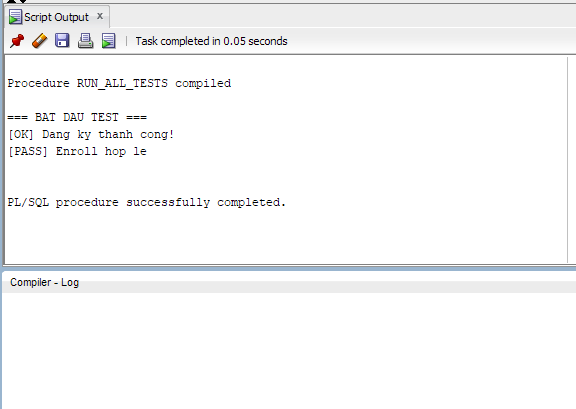 Script Output x
Task completed in 0.05 seconds
Procedure RUN_ALL_TESTS compiled
=== BAT DAU TEST ===
[OK] Dang ky thanh cong!
[PASS] Enroll hop le
PL/SQL procedure successfully completed.
Compiler - Log